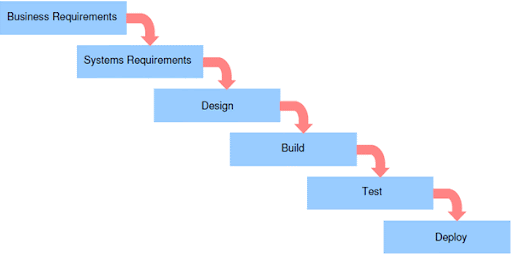 Business Requirements
Systems Requirements
Design
Build
Test
Deploy